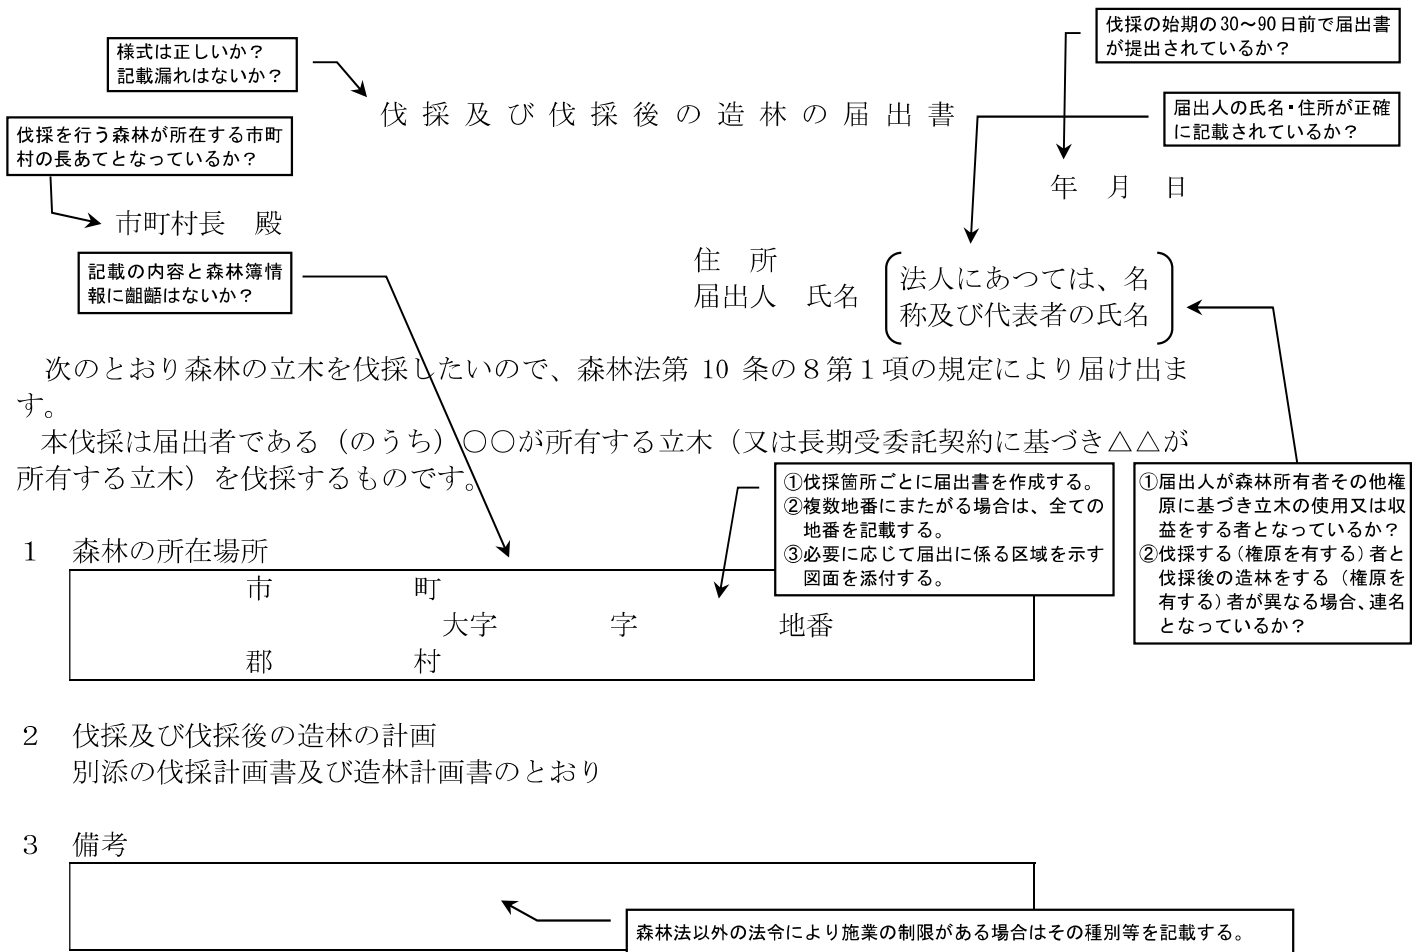 伐採の始期の30～90日前で届出書
が提出されているか？
様式は正しいか？
記載漏れはないか？
伐採及び伐採後の造林の届出書
届出人の氏名・住所が正確
に記載されているか？
伐採を行う森林が所在する市町
村の長あてとなっているか？
年　月　日
市町村長　殿
記載の内容と森林簿情
報に齟齬はないか？
住　所
届出人　氏名
法人にあつては、名
称及び代表者の氏名
次のとおり森林の立木を伐採したいので、森林法第 10 条の８第１項の規定により届け出ま
す。
本伐採は届出者である（のうち）○○が所有する立木（又は長期受委託契約に基づき△△が
所有する立木）を伐採するものです。
①伐採箇所ごとに届出書を作成する。
②複数地番にまたがる場合は、全ての
地番を記載する。
③必要に応じて届出に係る区域を示す
図面を添付する。
①届出人が森林所有者その他権
原に基づき立木の使用又は収
益をする者となっているか？
②伐採する（権原を有する）者と
伐採後の造林をする（権原を
有する）者が異なる場合、連名
となっているか？
１　森林の所在場所
市　町
大字　字　地番
郡　村
２　伐採及び伐採後の造林の計画
別添の伐採計画書及び造林計画書のとおり
３　備考
森林法以外の法令により施業の制限がある場合はその種別等を記載する。